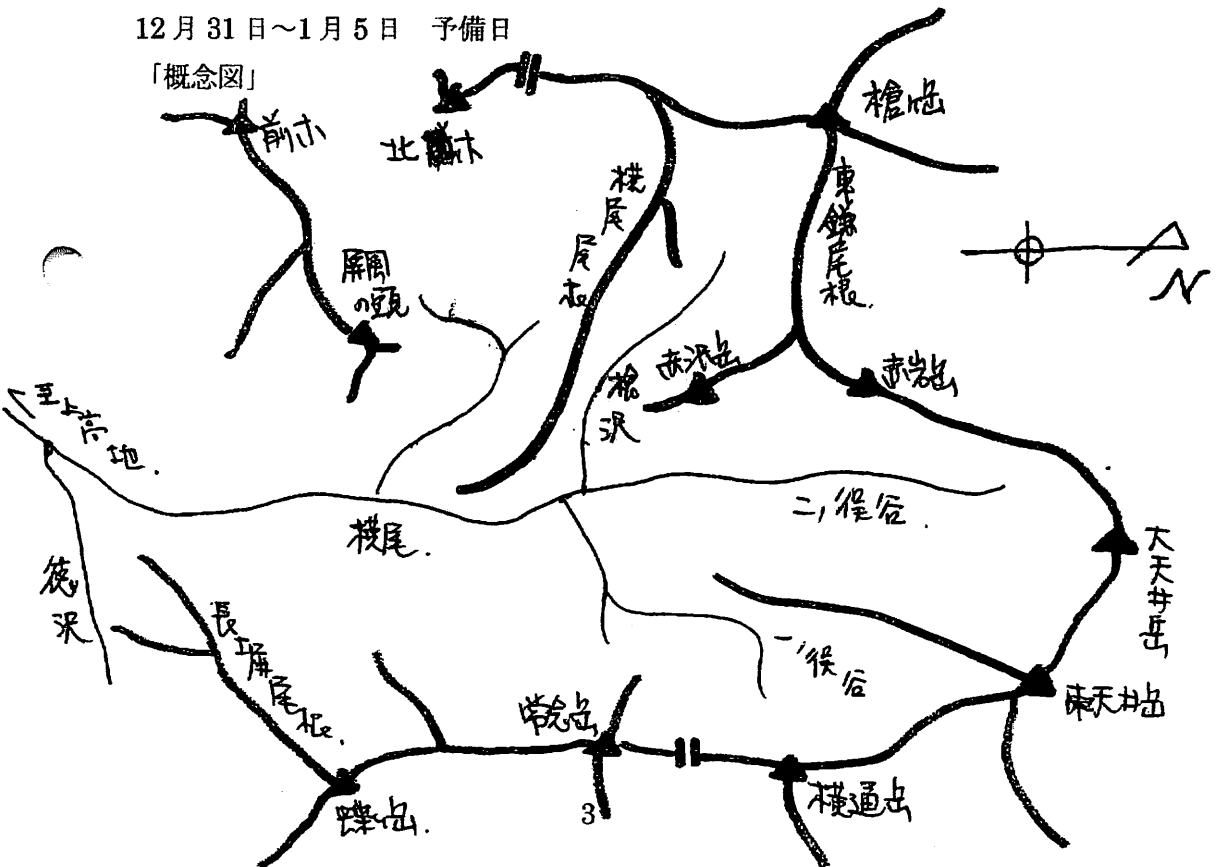 12月31日～1月5日 予備日
「概念図」
槍ヶ岳
前ホ
北ホ
横尾尾根
東鎌尾根.
屏風の頭
N
赤沢岳
赤岩岳
槍沢
至上高地.
二ノ俣谷.
横尾.
大天井岳
徳沢
長塀尾根.
一ノ俣谷
東天井岳
常念岳
横通岳
蝶ヶ岳.
3